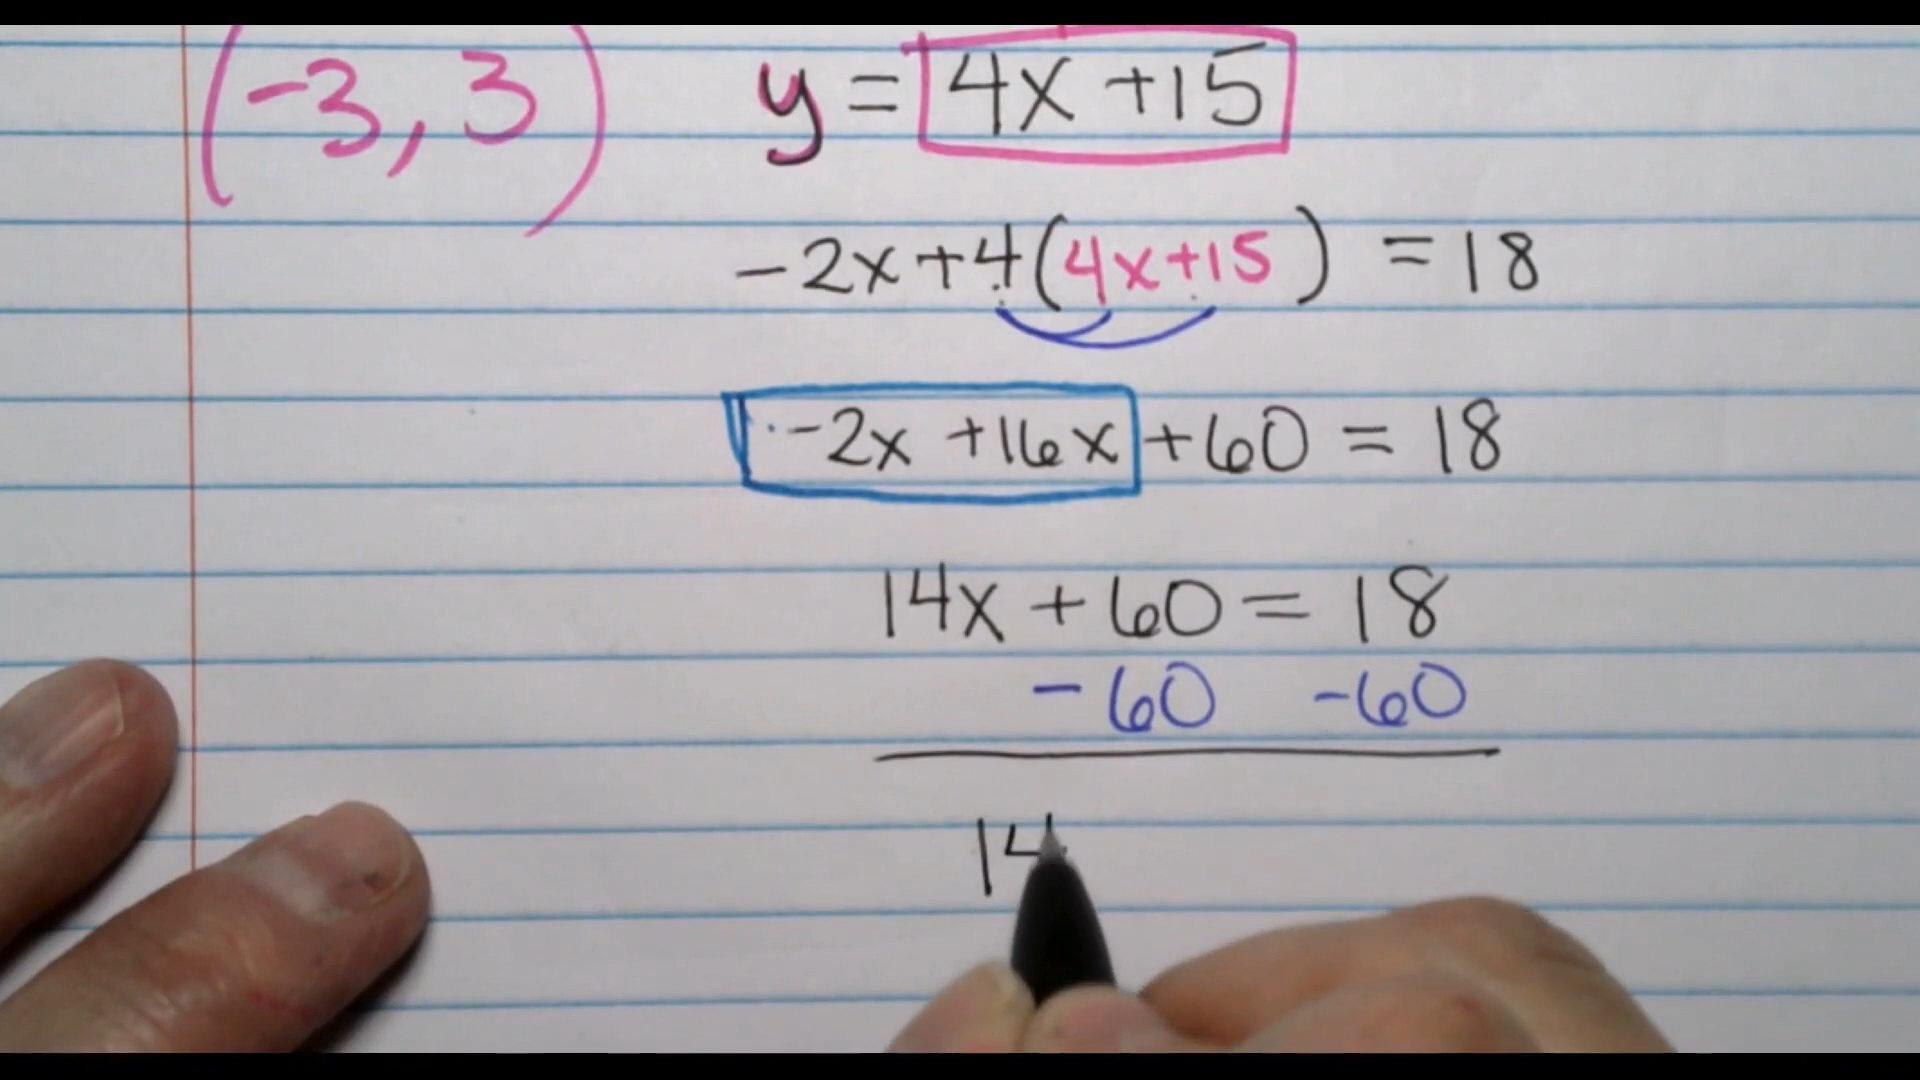 (-3, 3)
y = 4x +15
-2x+4(4x+15) = 18
-2x +16x +60 = 18
14x + 60 = 18
- 60 -60
14